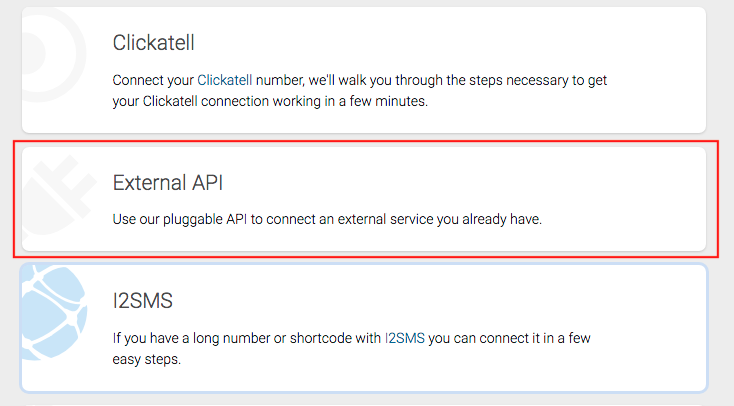 Clickatell
Connect your Clickatell number, we'll walk you through the steps necessary to get
your Clickatell connection working in a few minutes.
External API
Use our pluggable API to connect an external service you already have.
I2SMS
If you have a long number or shortcode with I2SMS you can connect it in a few
easy steps.